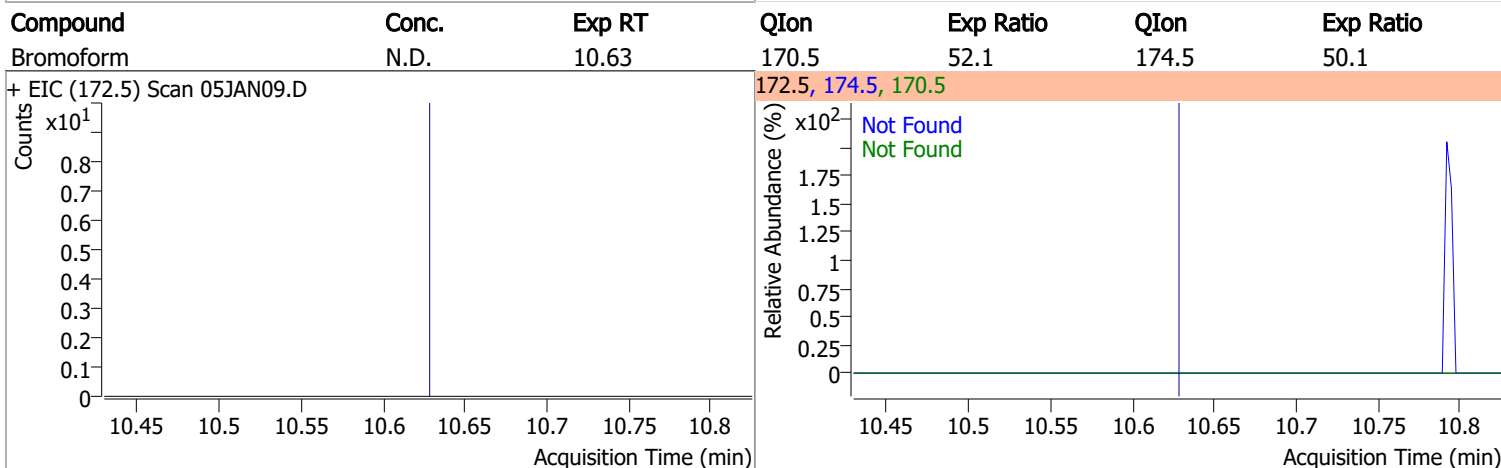 Compound Conc. Exp RT QIon Exp Ratio QIon Exp Ratio
Bromoform N.D. 10.63 170.5 52.1 174.5 50.1
+ EIC (172.5) Scan 05JAN09.D
Counts
x10¹
0.8
0.7
0.6
0.5
0.4
0.3
0.2
0.1
0
10.45 10.5 10.55 10.6 10.65 10.7 10.75 10.8
Acquisition Time (min)
172.5, 174.5, 170.5
Relative Abundance (%)
x10²
Not Found
Not Found
1.75
1.5
1.25
1
0.75
0.5
0.25
0
10.45 10.5 10.55 10.6 10.65 10.7 10.75 10.8
Acquisition Time (min)